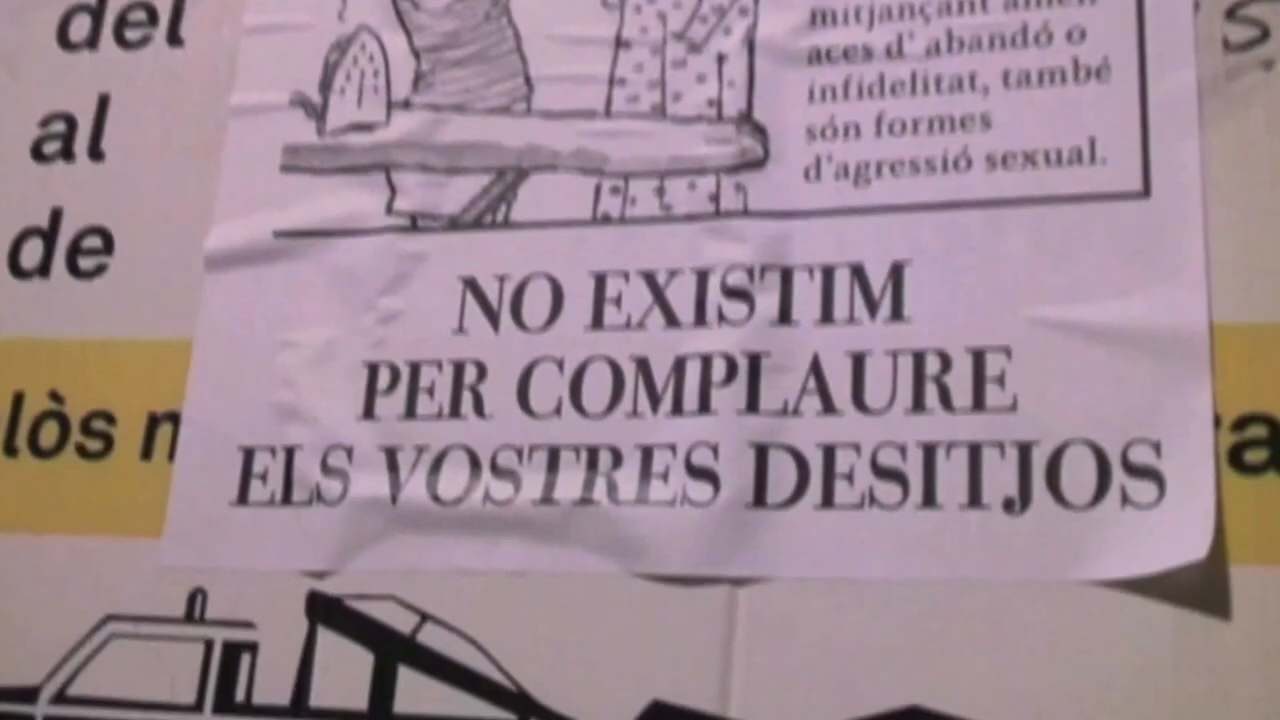 del
al
de
lòs
mitjançant
aces d' abandó o
infidelitat, també
són formes
d'agressió sexual.
NO EXISTIM
PER COMPLAURE
ELS VOSTRES DESITJOS